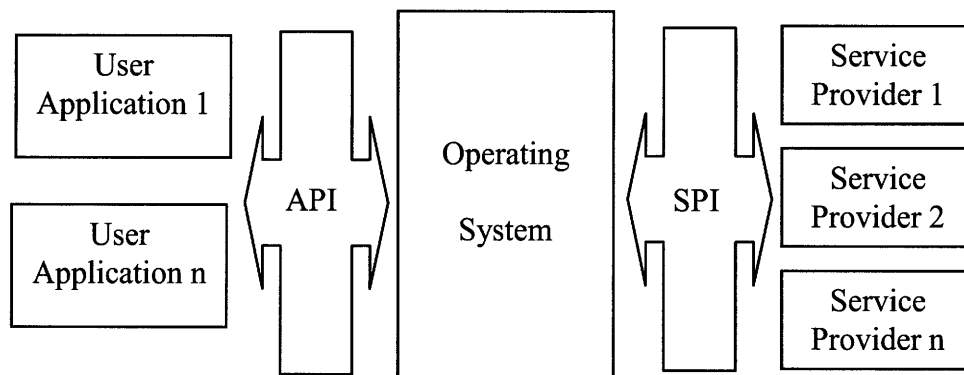 User
Application 1
User
Application n
API
Operating
System
SPI
Service
Provider 1
Service
Provider 2
Service
Provider n